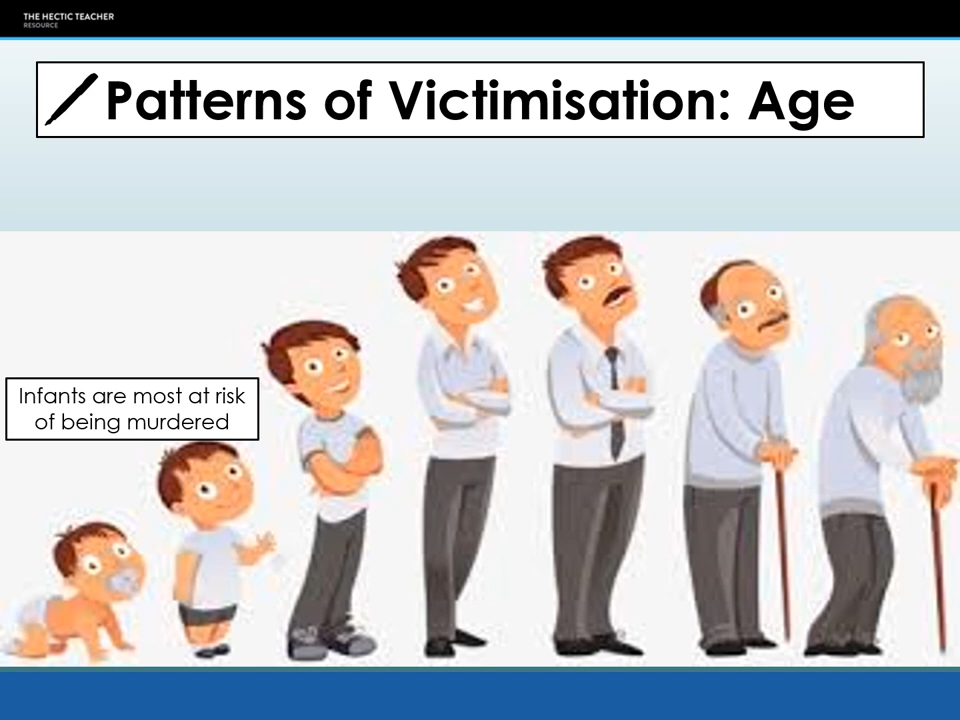 THE HECTIC TEACHER
RESOURCE
Patterns of Victimisation: Age
Infants are most at risk
of being murdered